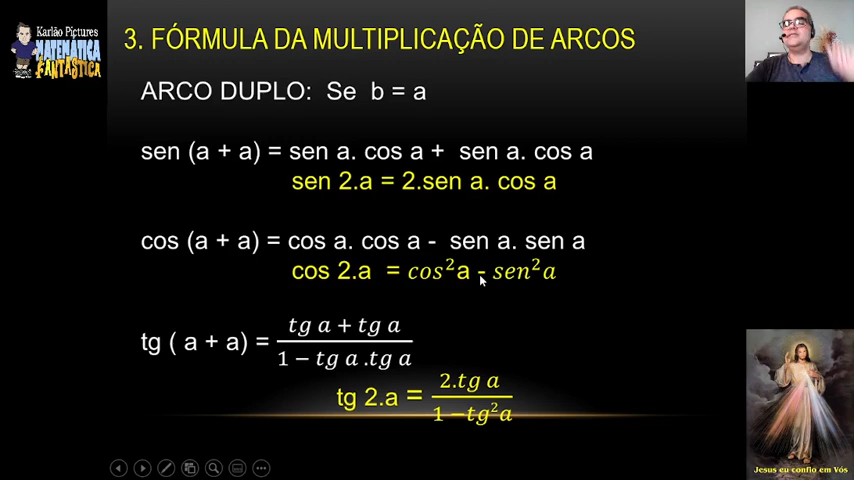 Karlão Pictures
MATEMÁTICA
FANTÁSTICA
3. FÓRMULA DA MULTIPLICAÇÃO DE ARCOS
ARCO DUPLO: Se b = a
sen (a + a) = sen a. cos a + sen a. cos a
sen 2.a = 2.sen a. cos a
cos (a + a) = cos a. cos a - sen a. sen a
cos 2.a = cos²a - sen²a
tg ( a + a) = (tg a + tg a)/(1 − tg a .tg a)
tg 2.a = (2.tg a)/(1 −tg²a)
Jesus eu confio em Vós